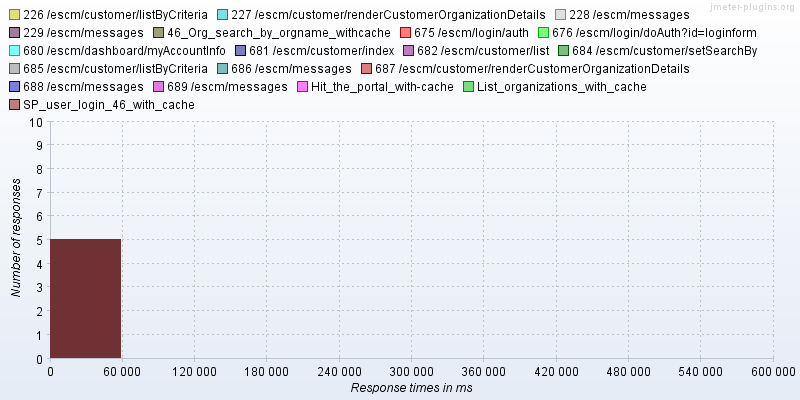 226 /escm/customer/listByCriteria 227 /escm/customer/renderCustomerOrganizationDetails 228 /escm/messages
jmeter-plugins.org
229 /escm/messages 46_Org_search_by_orgname_withcache 675 /escm/login/auth 676 /escm/login/doAuth?id=loginform
680 /escm/dashboard/myAccountInfo 681 /escm/customer/index 682 /escm/customer/list 684 /escm/customer/setSearchBy
685 /escm/customer/listByCriteria 686 /escm/messages 687 /escm/customer/renderCustomerOrganizationDetails
688 /escm/messages 689 /escm/messages Hit_the_portal_with-cache List_organizations_with_cache
SP_user_login_46_with_cache
10
9
8
7
6
5
4
3
2
1
0
Number of responses
0 60 000 120 000 180 000 240 000 300 000 360 000 420 000 480 000 540 000 600 000
Response times in ms